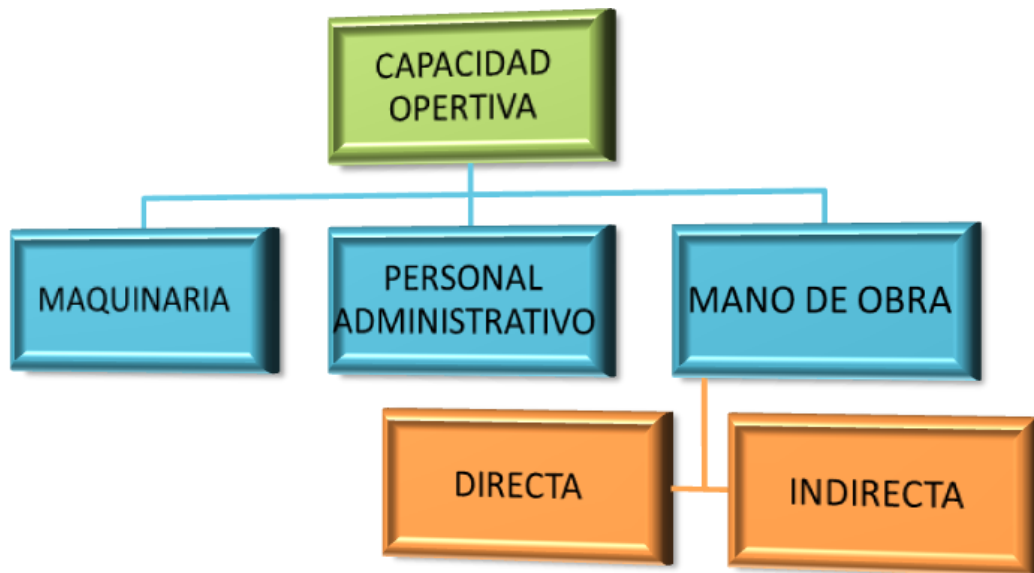 CAPACIDAD
OPERTIVA
MAQUINARIA
PERSONAL
ADMINISTRATIVO
MANO DE OBRA
DIRECTA
INDIRECTA